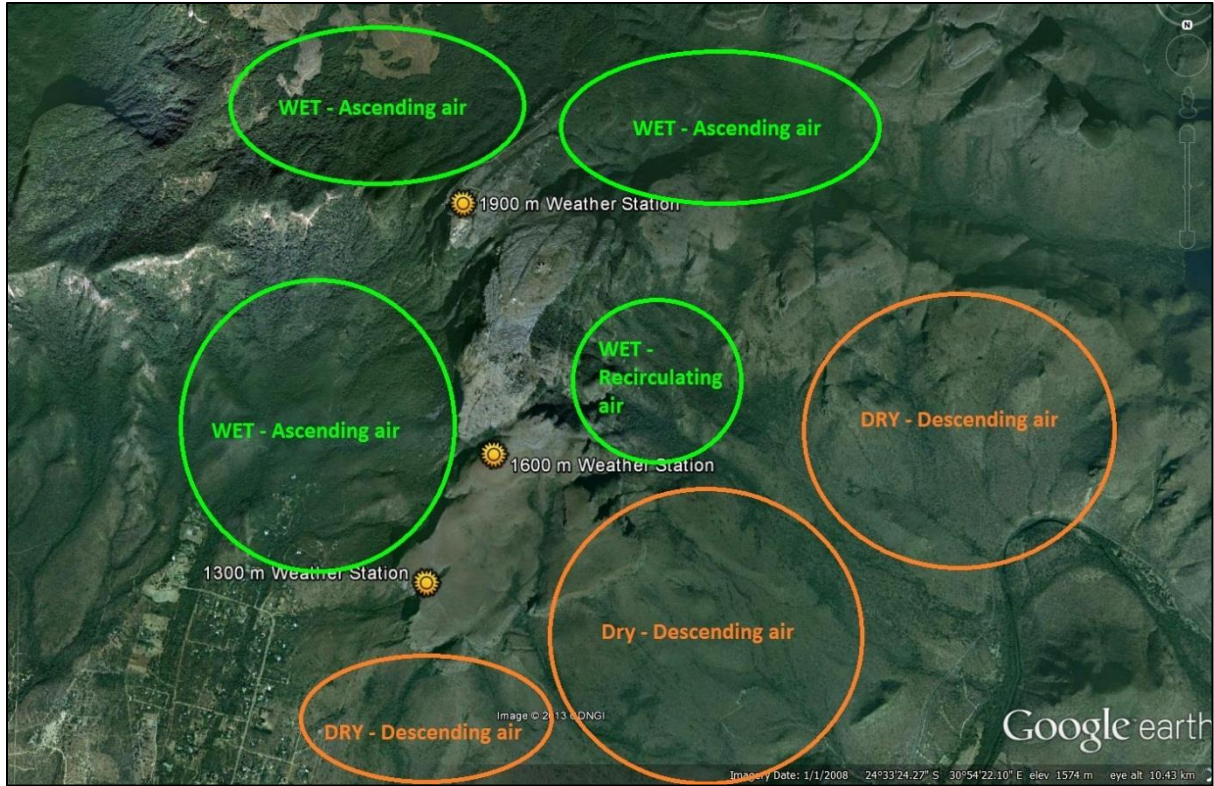 N
WET - Ascending air
WET - Ascending air
1900 m Weather Station
WET -
Recirculating
air
DRY - Descending air
WET - Ascending air
1600 m Weather Station
1300 m Weather Station
Dry - Descending air
Image © 2013 DNGI
DRY - Descending air
Google earth
Imagery Date: 1/1/2008 24°33'24.27" S 30°54'22.10" E elev 1574 m eye alt 10.43 km